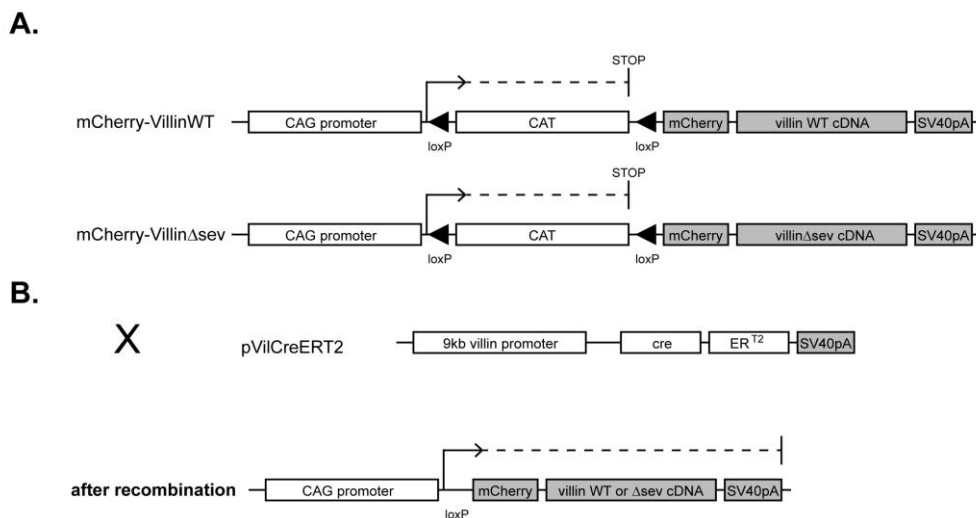 A.
STOP
mCherry-VillinWT CAG promoter CAT mCherry villin WT cDNA SV40pA
loxP loxP
STOP
mCherry-VillinΔsev CAG promoter CAT mCherry villinΔsev cDNA SV40pA
loxP loxP
B.
X pVilCreERT2 9kb villin promoter cre ER T2 SV40pA
after recombination CAG promoter mCherry villin WT or Δsev cDNA SV40pA
loxP